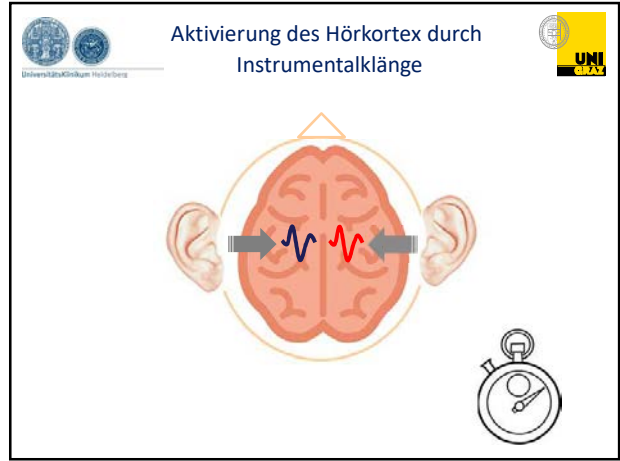 Aktivierung des Hörkortex durch
Instrumentalklänge
UniversitätsKlinikum Heidelberg
UNI
GRAZ